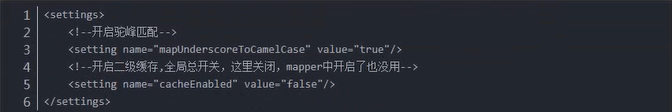 1 <settings>
2 <!--开启驼峰匹配-->
3 <setting name="mapUnderscoreToCamelCase" value="true"/>
4 <!--开启二级缓存,全局总开关，这里关闭，mapper中开启了也没用-->
5 <setting name="cacheEnabled" value="false"/>
6 </settings>